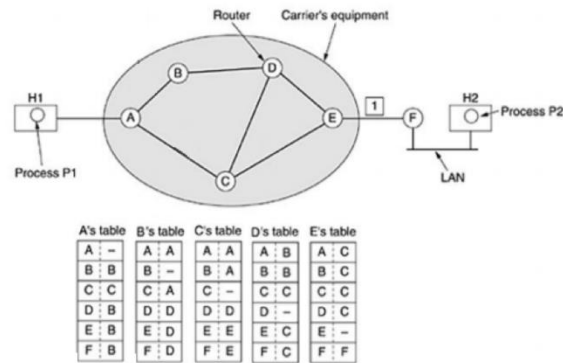 Router Carrier's equipment
D
B
H1 1 H2
A E F
Process P1 Process P2
LAN
C
A's table B's table C's table D's table E's table
A – A A A A A B A C
B B B – B A B B B C
C C C A C – C C C C
D B D D D D D – D C
E B E D E E E C E –
F B F D F E F C F F